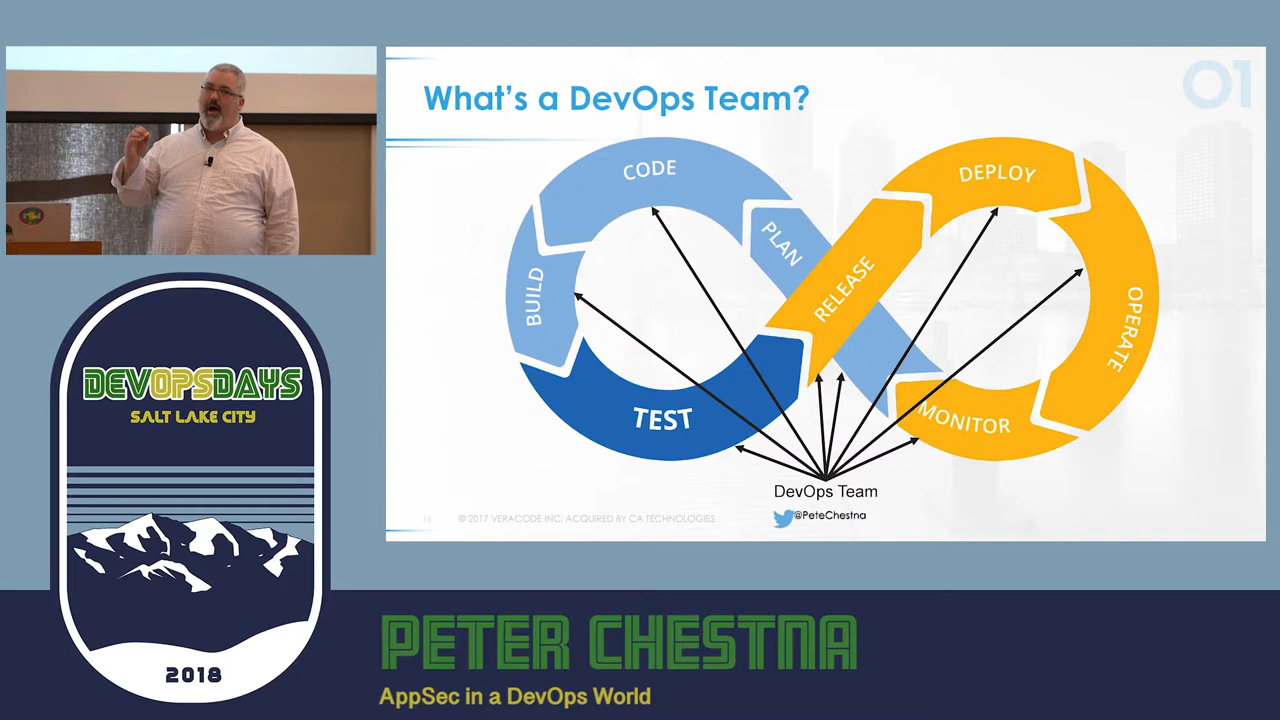 What's a DevOps Team?
01
CODE
PLAN
BUILD
TEST
RELEASE
DEPLOY
OPERATE
MONITOR
DevOps Team
@PeteChestna
16
© 2017 VERACODE INC. ACQUIRED BY CA TECHNOLOGIES
DEVOPSDAYS
SALT LAKE CITY
2018
PETER CHESTNA
AppSec in a DevOps World